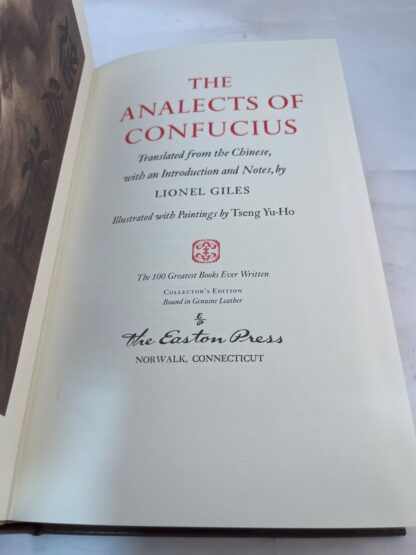 THE
ANALECTS OF
CONFUCIUS
Translated from the Chinese,
with an Introduction and Notes, by
LIONEL GILES
Illustrated with Paintings by Tseng Yu-Ho
The 100 Greatest Books Ever Written
COLLECTOR'S EDITION
Bound in Genuine Leather
E
P
the Easton Press
NORWALK, CONNECTICUT